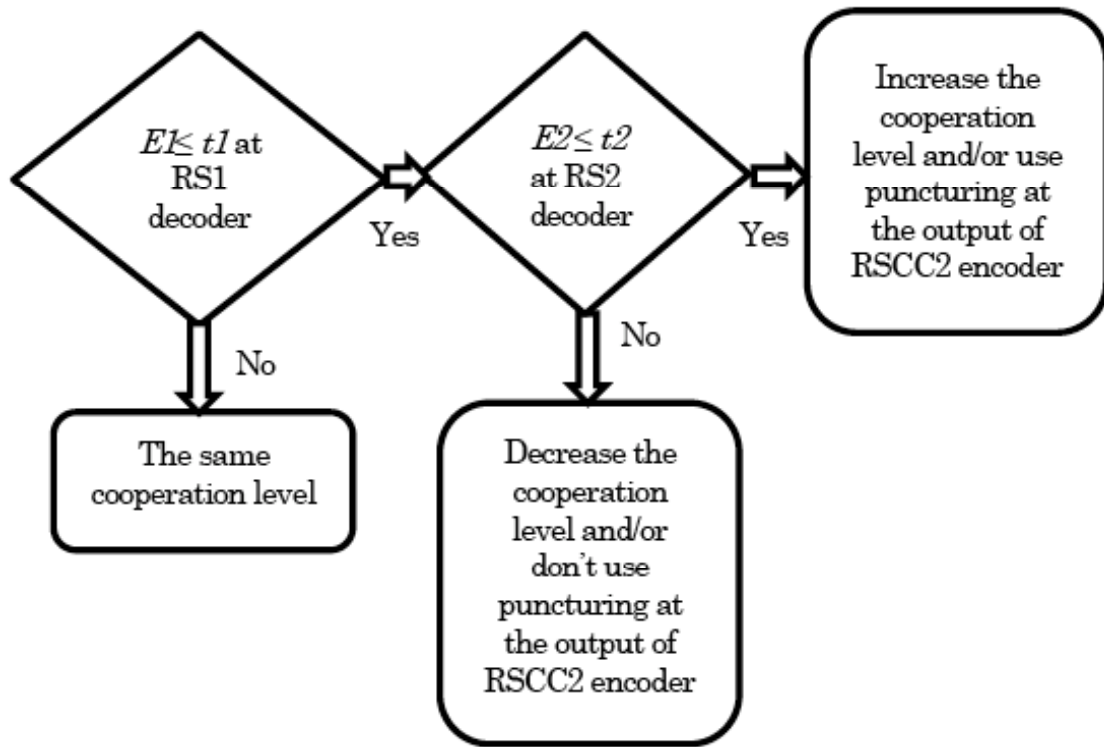 E1≤ t1 at
RS1
decoder
Yes
No
The same
cooperation level
E2 ≤ t2
at RS2
decoder
Yes
No
Decrease the
cooperation
level and/or
don't use
puncturing at
the output of
RSCC2 encoder
Increase the
cooperation
level and/or use
puncturing at
the output of
RSCC2 encoder